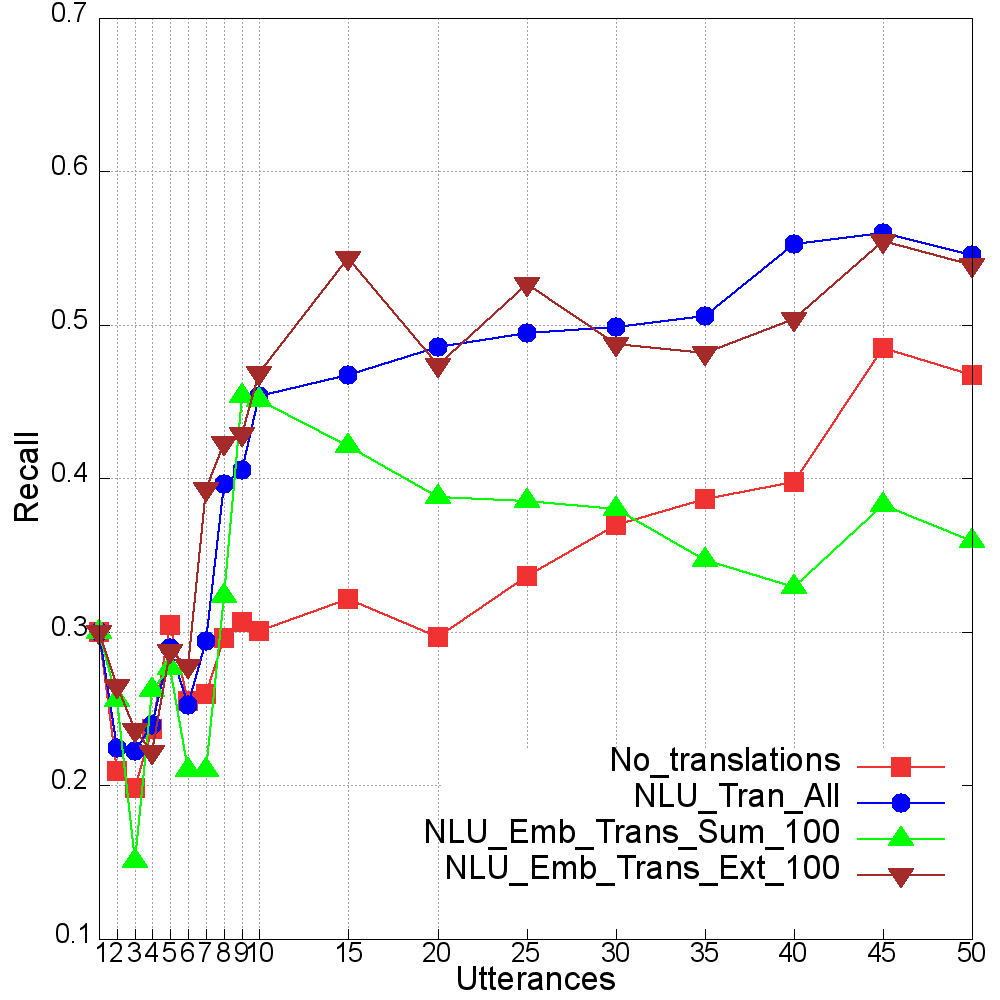 0.7
0.6
0.5
0.4
0.3
0.2
0.1
Recall
No_translations
NLU_Tran_All
NLU_Emb_Trans_Sum_100
NLU_Emb_Trans_Ext_100
1 2 3 4 5 6 7 8 9 10 15 20 25 30 35 40 45 50
Utterances